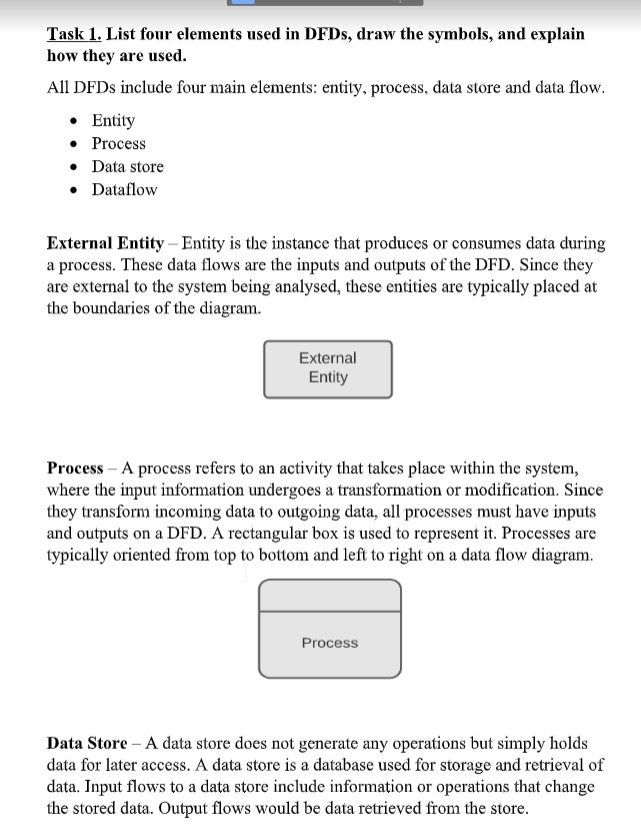 Task 1. List four elements used in DFDs, draw the symbols, and explain
how they are used.
All DFDs include four main elements: entity, process, data store and data flow.
• Entity
• Process
• Data store
• Dataflow
External Entity – Entity is the instance that produces or consumes data during
a process. These data flows are the inputs and outputs of the DFD. Since they
are external to the system being analysed, these entities are typically placed at
the boundaries of the diagram.
External
Entity
Process – A process refers to an activity that takes place within the system,
where the input information undergoes a transformation or modification. Since
they transform incoming data to outgoing data, all processes must have inputs
and outputs on a DFD. A rectangular box is used to represent it. Processes are
typically oriented from top to bottom and left to right on a data flow diagram.
Process
Data Store – A data store does not generate any operations but simply holds
data for later access. A data store is a database used for storage and retrieval of
data. Input flows to a data store include information or operations that change
the stored data. Output flows would be data retrieved from the store.